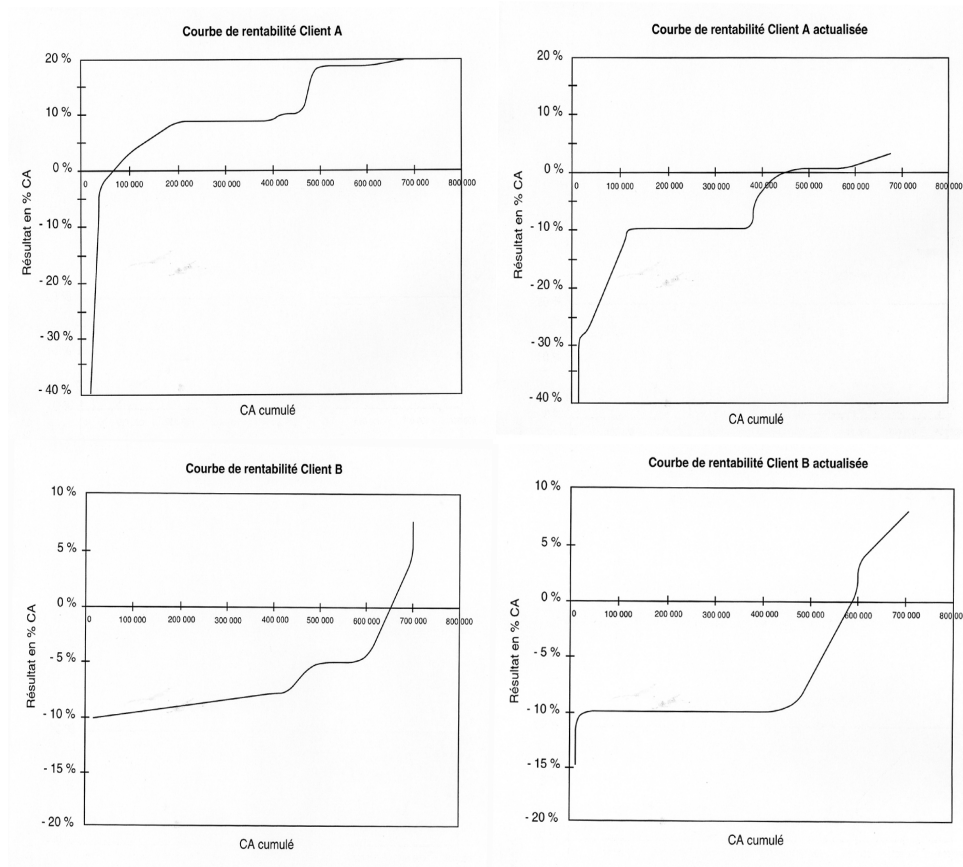 Courbe de rentabilité Client A
20 %
10 %
0 %
- 10 %
- 20 %
- 30 %
- 40 %
Résultat en % CA
0 100 000 200 000 300 000 400 000 500 000 600 000 700 000 800 000
CA cumulé
Courbe de rentabilité Client A actualisée
20 %
10 %
0 %
- 10 %
- 20 %
- 30 %
- 40 %
Résultat en % CA
0 100 000 200 000 300 000 400 000 500 000 600 000 700 000 800 000
CA cumulé
Courbe de rentabilité Client B
10 %
5 %
0 %
- 5 %
- 10 %
- 15 %
- 20 %
Résultat en % CA
0 100 000 200 000 300 000 400 000 500 000 600 000 700 000 800 000
CA cumulé
Courbe de rentabilité Client B actualisée
10 %
5 %
0 %
- 5 %
- 10 %
- 15 %
- 20 %
Résultat en % CA
0 100 000 200 000 300 000 400 000 500 000 600 000 700 000 800 000
CA cumulé